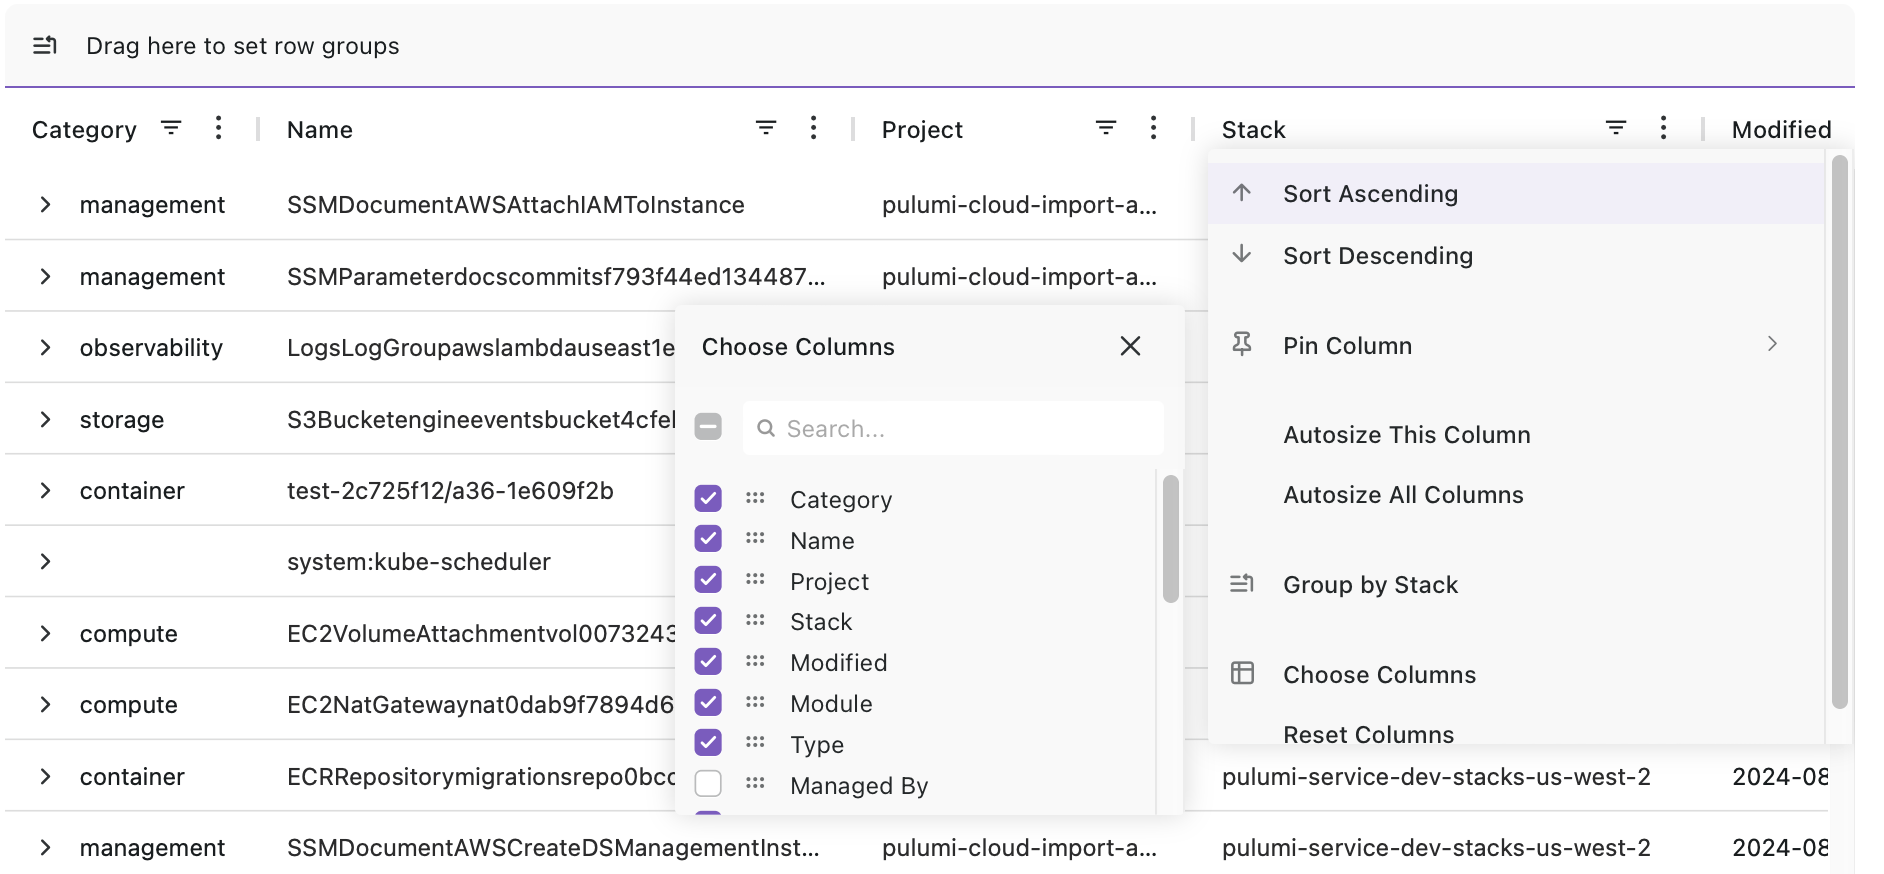 Drag here to set row groups
Category Name Project Stack Modified
management SSMDocumentAWSAttachIAMToInstance pulumi-cloud-import-a...
management SSMParameterdocscommitsf793f44ed134487... pulumi-cloud-import-a...
observability LogsLogGroupawslambdauseast1e
storage S3Bucketengineeventsbucket4cfe
container test-2c725f12/a36-1e609f2b
system:kube-scheduler
compute EC2VolumeAttachmentvol0073243
compute EC2NatGatewaynat0dab9f7894d6
container ECRRepositorymigrationsrepo0bcc pulumi-service-dev-stacks-us-west-2 2024-08
management SSMDocumentAWSCreateDSManagementInst... pulumi-cloud-import-a... pulumi-service-dev-stacks-us-west-2 2024-08
Choose Columns
Search...
Category
Name
Project
Stack
Modified
Module
Type
Managed By
Sort Ascending
Sort Descending
Pin Column
Autosize This Column
Autosize All Columns
Group by Stack
Choose Columns
Reset Columns